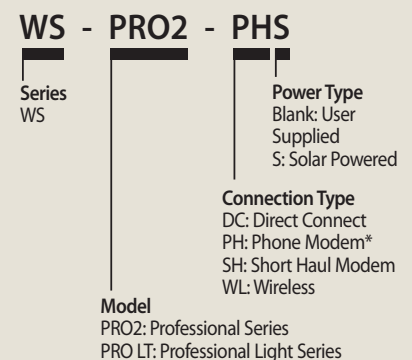 WS - PRO2 - PHS
Series
WS
Power Type
Blank: User
Supplied
S: Solar Powered
Connection Type
DC: Direct Connect
PH: Phone Modem*
SH: Short Haul Modem
WL: Wireless
Model
PRO2: Professional Series
PRO LT: Professional Light Series